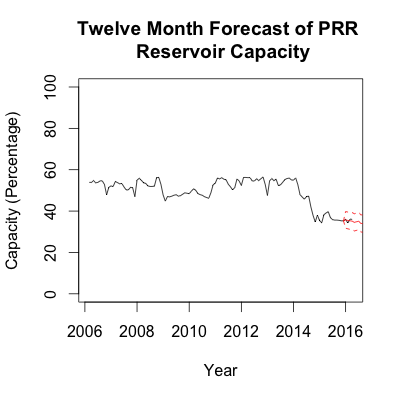 Twelve Month Forecast of PRR
Reservoir Capacity
Capacity (Percentage)
100
80
60
40
20
0
2006 2008 2010 2012 2014 2016
Year